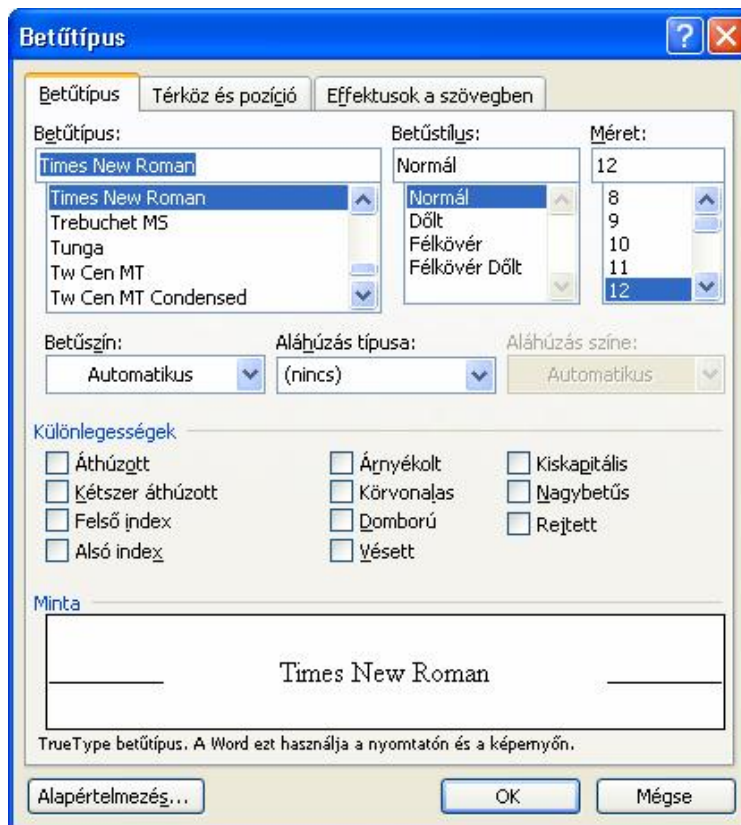 Betűtípus
Betűtípus Térköz és pozíció Effektusok a szövegben
Betűtípus: Betűstílus: Méret:
Times New Roman Normál 12
Times New Roman Normál 8
Trebuchet MS Dőlt 9
Tunga Félkövér 10
Tw Cen MT Félkövér Dőlt 11
Tw Cen MT Condensed 12
Betűszín: Aláhúzás típusa: Aláhúzás színe:
Automatikus (nincs) Automatikus
Különlegességek
Áthúzott Árnyékolt Kiskapitális
Kétszer áthúzott Körvonalas Nagybetűs
Felső index Domború Rejtett
Alsó index Vésett
Minta
Times New Roman
TrueType betűtípus. A Word ezt használja a nyomtatón és a képernyőn.
Alapértelmezés... OK Mégse